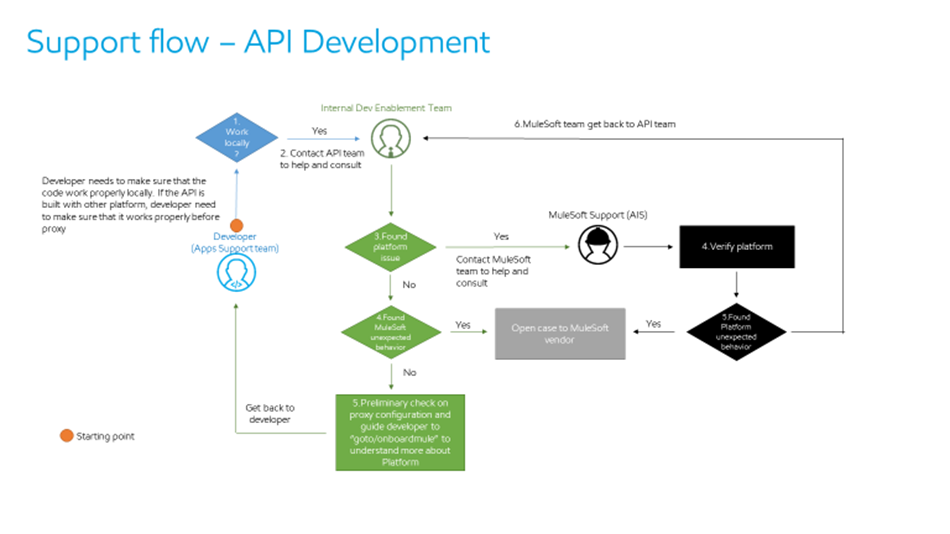 Support flow – API Development
Internal Dev Enablement Team
6.MuleSoft team get back to API team
1.
Work
locally
?
Yes
2. Contact API team
to help and consult
Developer needs to make sure that the
code work properly locally. If the API is
built with other platform, developer need
to make sure that it works properly before
proxy
Developer
(Apps Support team)
3.Found
platform
issue
Yes
Contact MuleSoft
team to help and
consult
MuleSoft Support (AIS)
4.Verify platform
No
4.Found
MuleSoft
unexpected
behavior
Yes
Open case to MuleSoft
vendor
Yes
5.Found
Platform
unexpected
behavior
No
5.Preliminary check on
proxy configuration and
guide developer to
"goto/onboardmule" to
understand more about
Platform
Get back to
developer
Starting point